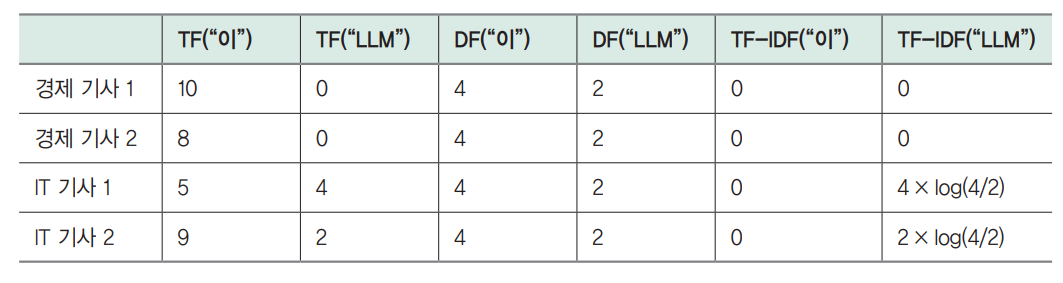 TF(“이”) TF(“LLM”) DF(“이”) DF(“LLM”) TF-IDF(“이”) TF-IDF(“LLM”)
경제 기사 1 10 0 4 2 0 0
경제 기사 2 8 0 4 2 0 0
IT 기사 1 5 4 4 2 0 4 × log(4/2)
IT 기사 2 9 2 4 2 0 2 × log(4/2)